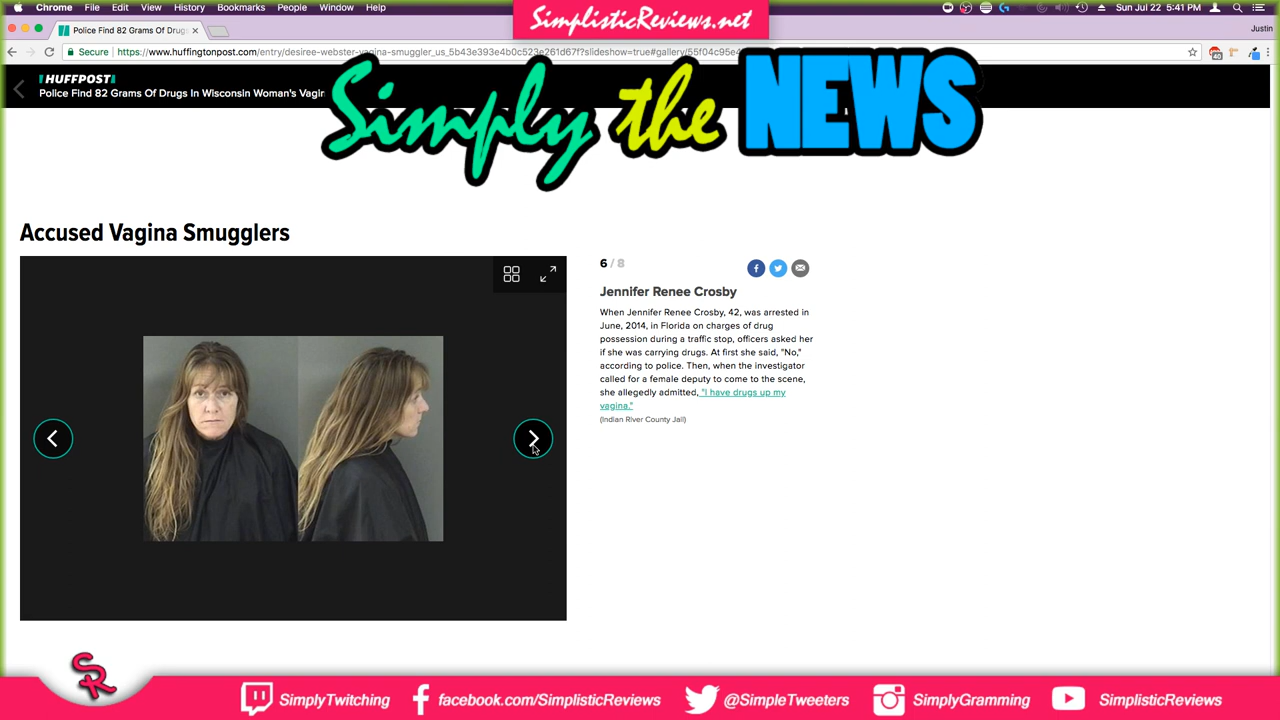 Chrome File Edit View History Bookmarks People Window Help
Sun Jul 22 5:41 PM
SimplisticReviews.net
Police Find 82 Grams Of Drug
Justin
Secure https://www.huffingtonpost.com/entry/desiree-webster-vagina-smuggler_us_5b43e393e4b0c523e261d67f?slideshow=true#gallery/55f04c95e4
HUFFPOST
Police Find 82 Grams Of Drugs In Wisconsin Woman's Vagin
Simply the NEWS
Accused Vagina Smugglers
6 / 8
Jennifer Renee Crosby
When Jennifer Renee Crosby, 42, was arrested in
June, 2014, in Florida on charges of drug
possession during a traffic stop, officers asked her
if she was carrying drugs. At first she said, "No,"
according to police. Then, when the investigator
called for a female deputy to come to the scene,
she allegedly admitted, "I have drugs up my
vagina."
(Indian River County Jail)
SR
SimplyTwitching facebook.com/SimplisticReviews @SimpleTweeters SimplyGramming SimplisticReviews